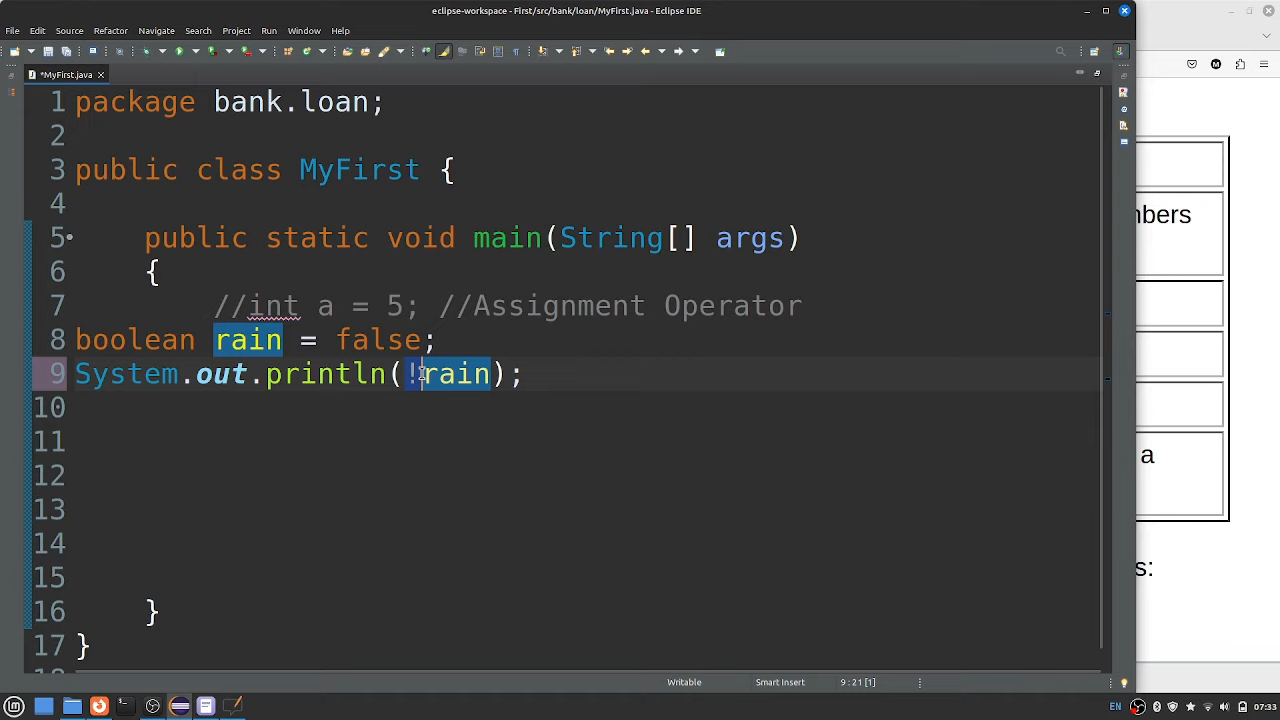 eclipse-workspace - First/src/bank/loan/MyFirst.java - Eclipse IDE
File Edit Source Refactor Navigate Search Project Run Window Help
*MyFirst.java
1 package bank.loan;
2
3 public class MyFirst {
4
5 public static void main(String[] args)
6 {
7 //int a = 5; //Assignment Operator
8 boolean rain = false;
9 System.out.println(!rain);
10
11
12
13
14
15
16 }
17 }
mbers
a
s:
Writable Smart Insert 9 : 21 [1]
EN 07:33